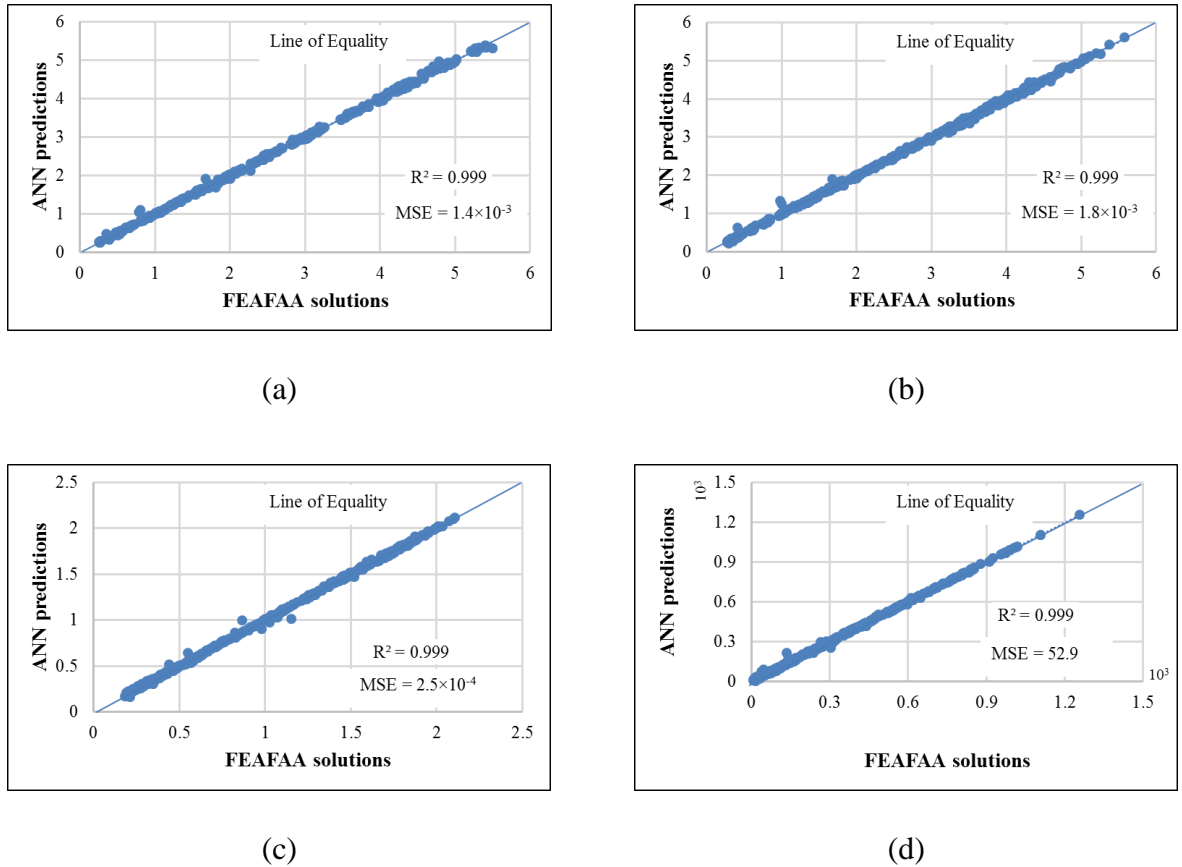 6
5
4
3
2
1
0
ANN predictions
Line of Equality
R² = 0.999
MSE = 1.4×10⁻³
0 1 2 3 4 5 6
FEAFAA solutions
(a)
6
5
4
3
2
1
0
ANN predictions
Line of Equality
R² = 0.999
MSE = 1.8×10⁻³
0 1 2 3 4 5 6
FEAFAA solutions
(b)
2.5
2
1.5
1
0.5
0
ANN predictions
Line of Equality
R² = 0.999
MSE = 2.5×10⁻⁴
0 0.5 1 1.5 2 2.5
FEAFAA solutions
(c)
1.5
1.2
0.9
0.6
0.3
0
10³
ANN predictions
Line of Equality
R² = 0.999
MSE = 52.9
10³
0 0.3 0.6 0.9 1.2 1.5
FEAFAA solutions
(d)